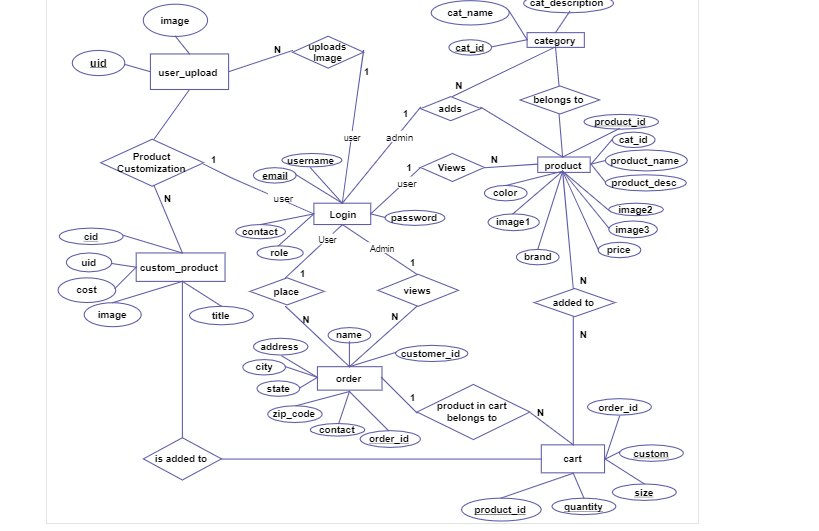 cat_description
image
cat_name
category
cat_id
uploads
Image
N
1
uid
user_upload
N
adds
belongs to
1
user
admin
product_id
cat_id
Product
Customization
1
username
Views
N
product
product_name
email
1
user
product_desc
N
user
Login
password
color
image1
image2
image3
contact
role
User
Admin
brand
price
cid
uid
custom_product
cost
image
title
1
1
place
views
N
N
N
added to
N
name
address
customer_id
city
order
state
zip_code
contact
order_id
1
product in cart
belongs to
N
order_id
is added to
cart
custom
size
product_id
quantity